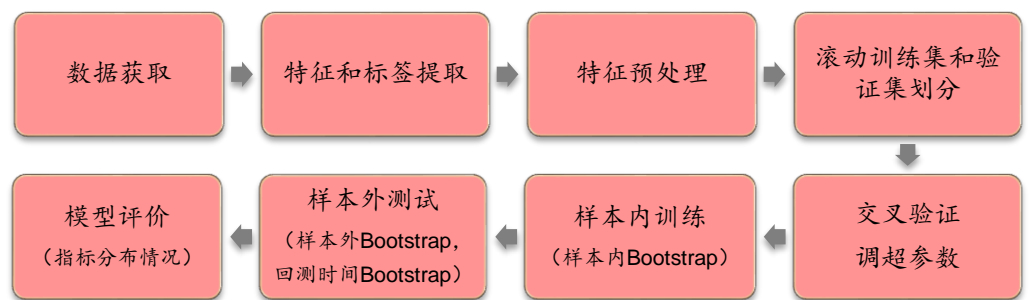 数据获取
特征和标签提取
特征预处理
滚动训练集和验
证集划分
交叉验证
调超参数
样本内训练
（样本内Bootstrap）
样本外测试
（样本外Bootstrap，
回测时间Bootstrap）
模型评价
（指标分布情况）